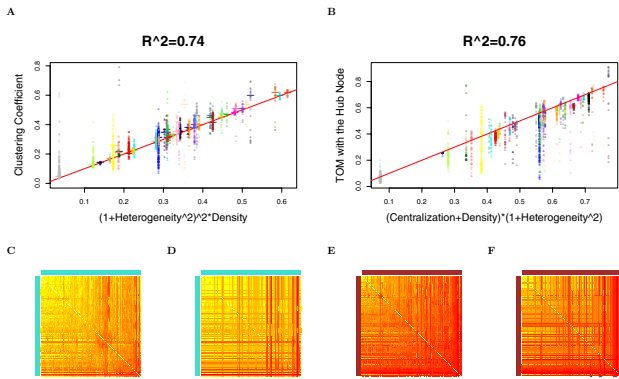 A
B
R^2=0.74
R^2=0.76
Clustering Coefficient
0.0
0.2
0.4
0.6
0.8
0.1
0.2
0.3
0.4
0.5
0.6
(1+Heterogeneity^2)^2*Density
TOM with the Hub Node
0.0
0.2
0.4
0.6
0.8
0.1
0.2
0.3
0.4
0.5
0.6
0.7
(Centralization+Density)*(1+Heterogeneity^2)
C
D
E
F